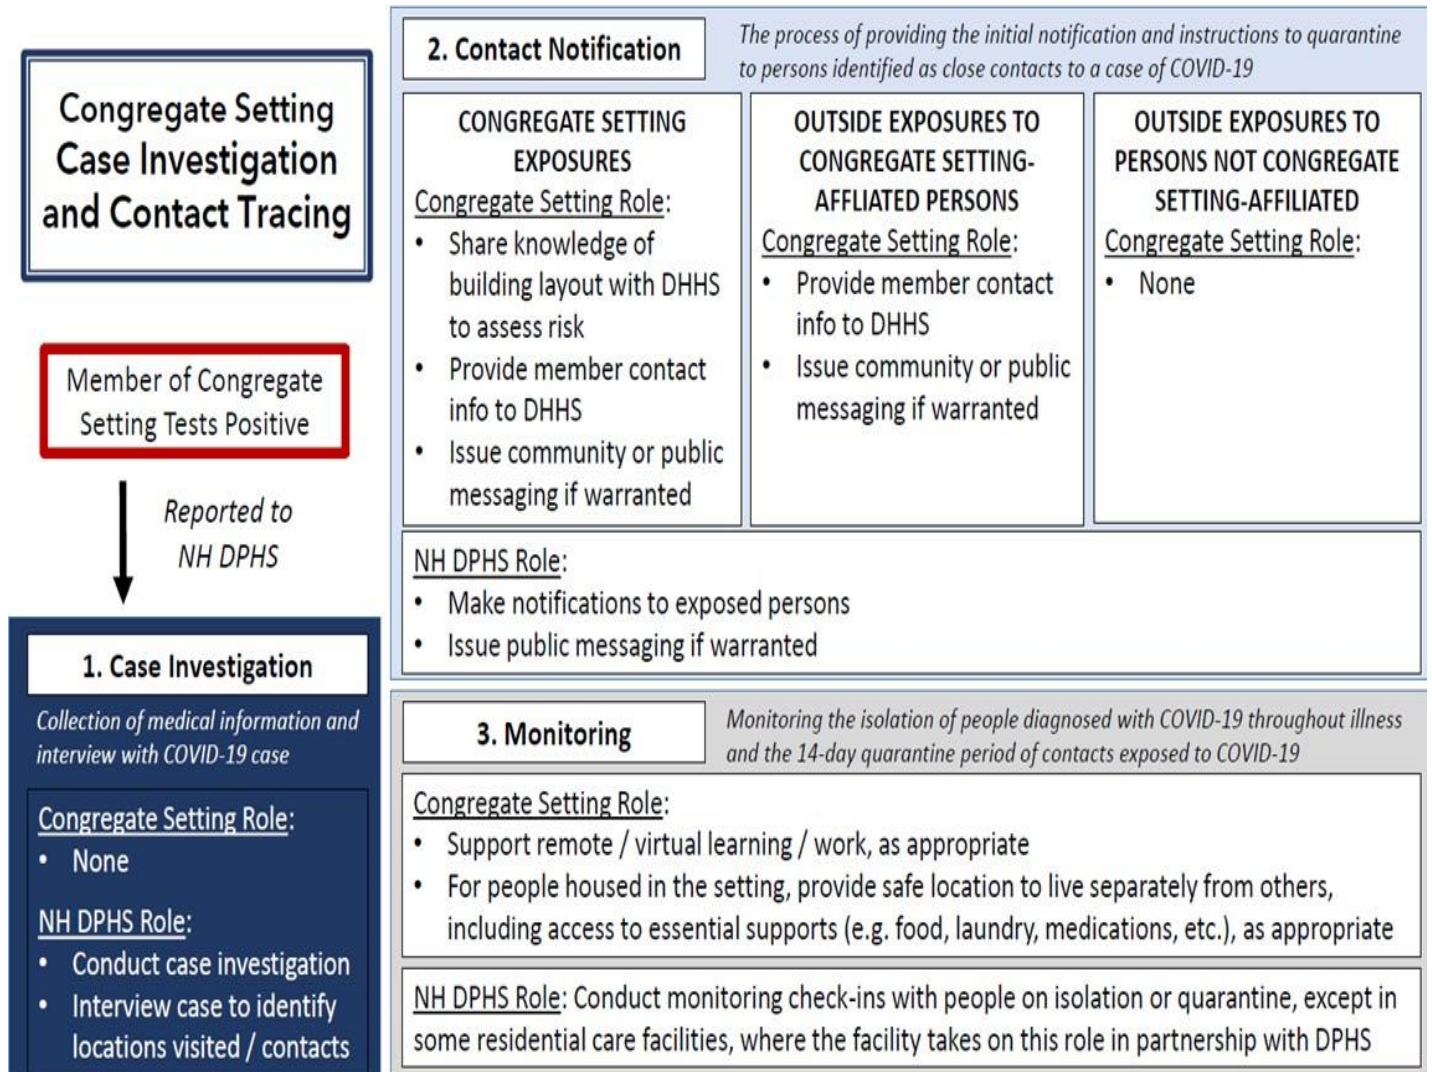 Congregate Setting
Case Investigation
and Contact Tracing
Member of Congregate
Setting Tests Positive
Reported to
NH DPHS
1. Case Investigation
Collection of medical information and
interview with COVID-19 case
Congregate Setting Role:
• None
NH DPHS Role:
• Conduct case investigation
• Interview case to identify
locations visited / contacts
2. Contact Notification
The process of providing the initial notification and instructions to quarantine
to persons identified as close contacts to a case of COVID-19
CONGREGATE SETTING
EXPOSURES
Congregate Setting Role:
• Share knowledge of
building layout with DHHS
to assess risk
• Provide member contact
info to DHHS
• Issue community or public
messaging if warranted
OUTSIDE EXPOSURES TO
CONGREGATE SETTING-
AFFLIATED PERSONS
Congregate Setting Role:
• Provide member contact
info to DHHS
• Issue community or public
messaging if warranted
OUTSIDE EXPOSURES TO
PERSONS NOT CONGREGATE
SETTING-AFFILIATED
Congregate Setting Role:
• None
NH DPHS Role:
• Make notifications to exposed persons
• Issue public messaging if warranted
3. Monitoring
Monitoring the isolation of people diagnosed with COVID-19 throughout illness
and the 14-day quarantine period of contacts exposed to COVID-19
Congregate Setting Role:
• Support remote / virtual learning / work, as appropriate
• For people housed in the setting, provide safe location to live separately from others,
including access to essential supports (e.g. food, laundry, medications, etc.), as appropriate
NH DPHS Role: Conduct monitoring check-ins with people on isolation or quarantine, except in
some residential care facilities, where the facility takes on this role in partnership with DPHS